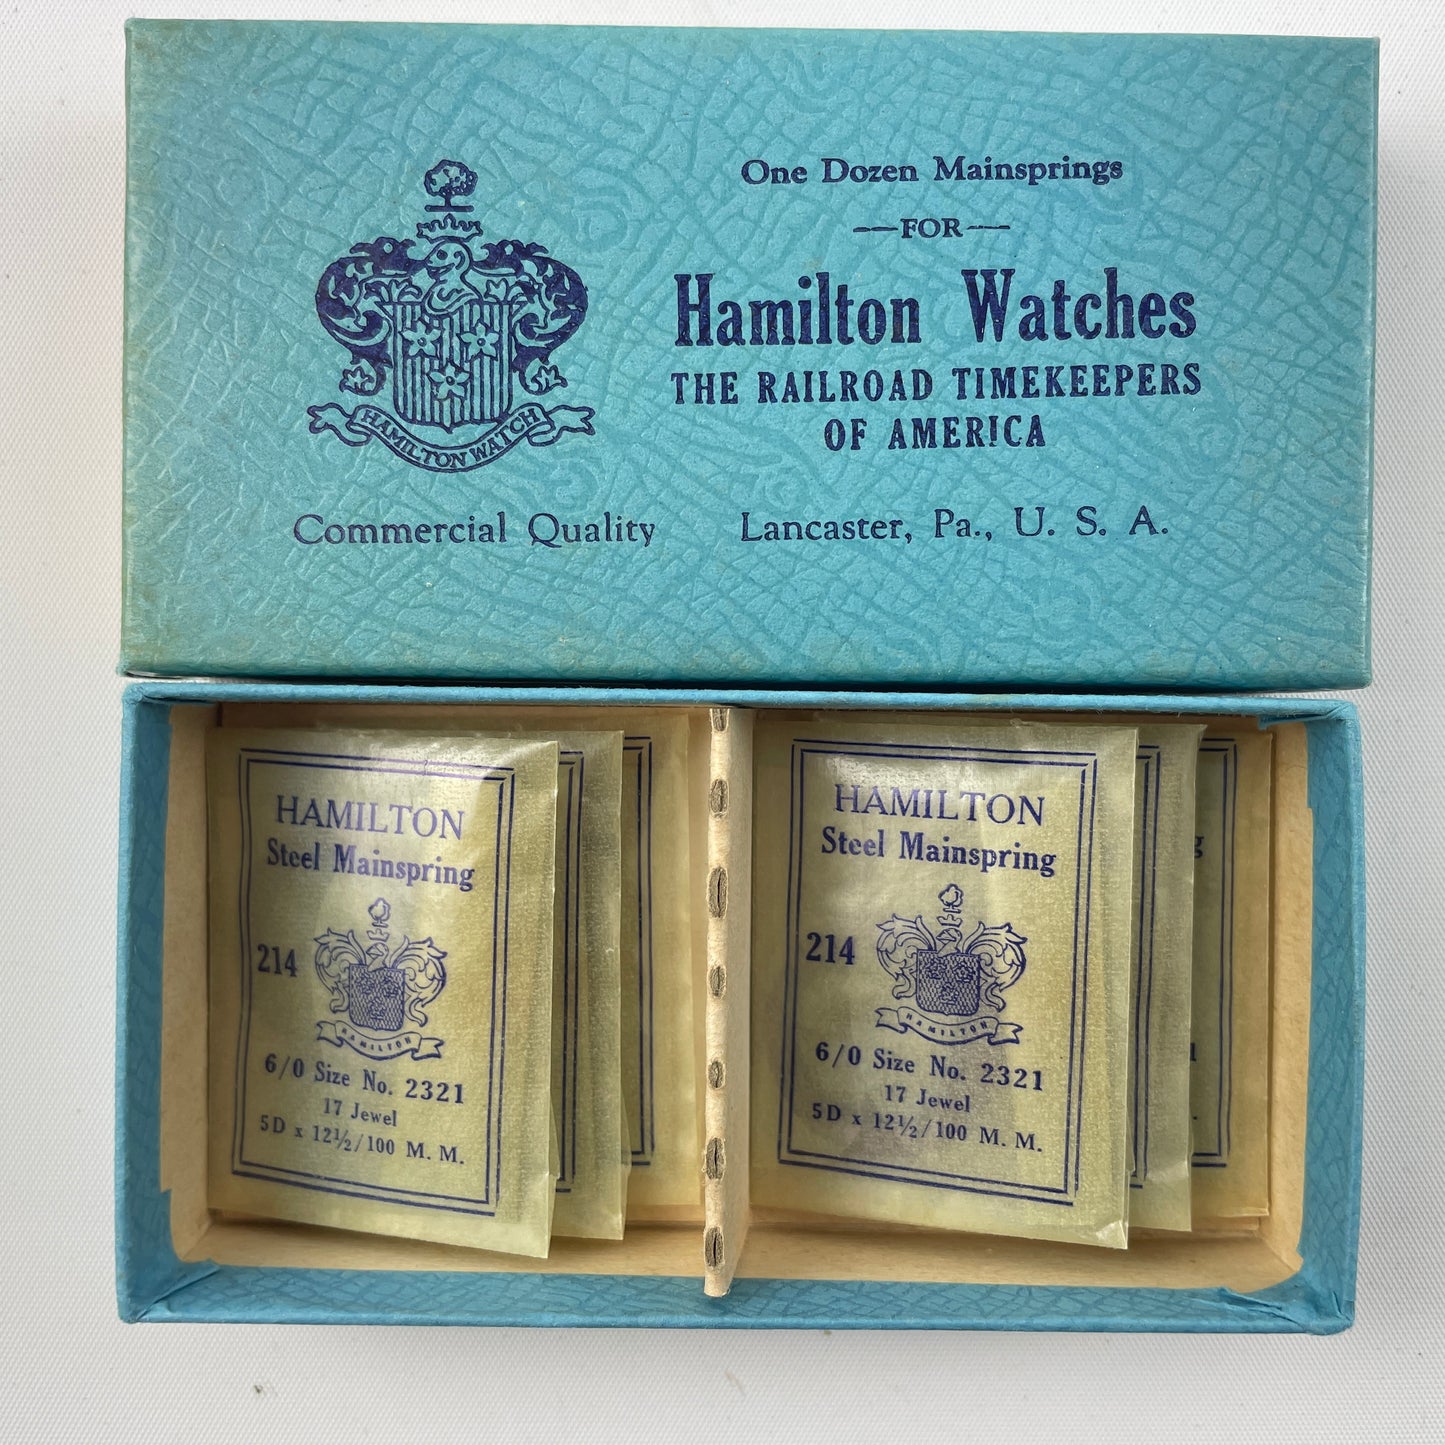 One Dozen Mainsprings
—FOR—
Hamilton Watches
THE RAILROAD TIMEKEEPERS
OF AMERICA
HAMILTON WATCH
Commercial Quality
Lancaster, Pa., U. S. A.
HAMILTON
Steel Mainspring
214
HAMILTON
6/0 Size No. 2321
17 Jewel
5D x 12½/100 M. M.
HAMILTON
Steel Mainspring
214
HAMILTON
6/0 Size No. 2321
17 Jewel
5D x 12½/100 M. M.